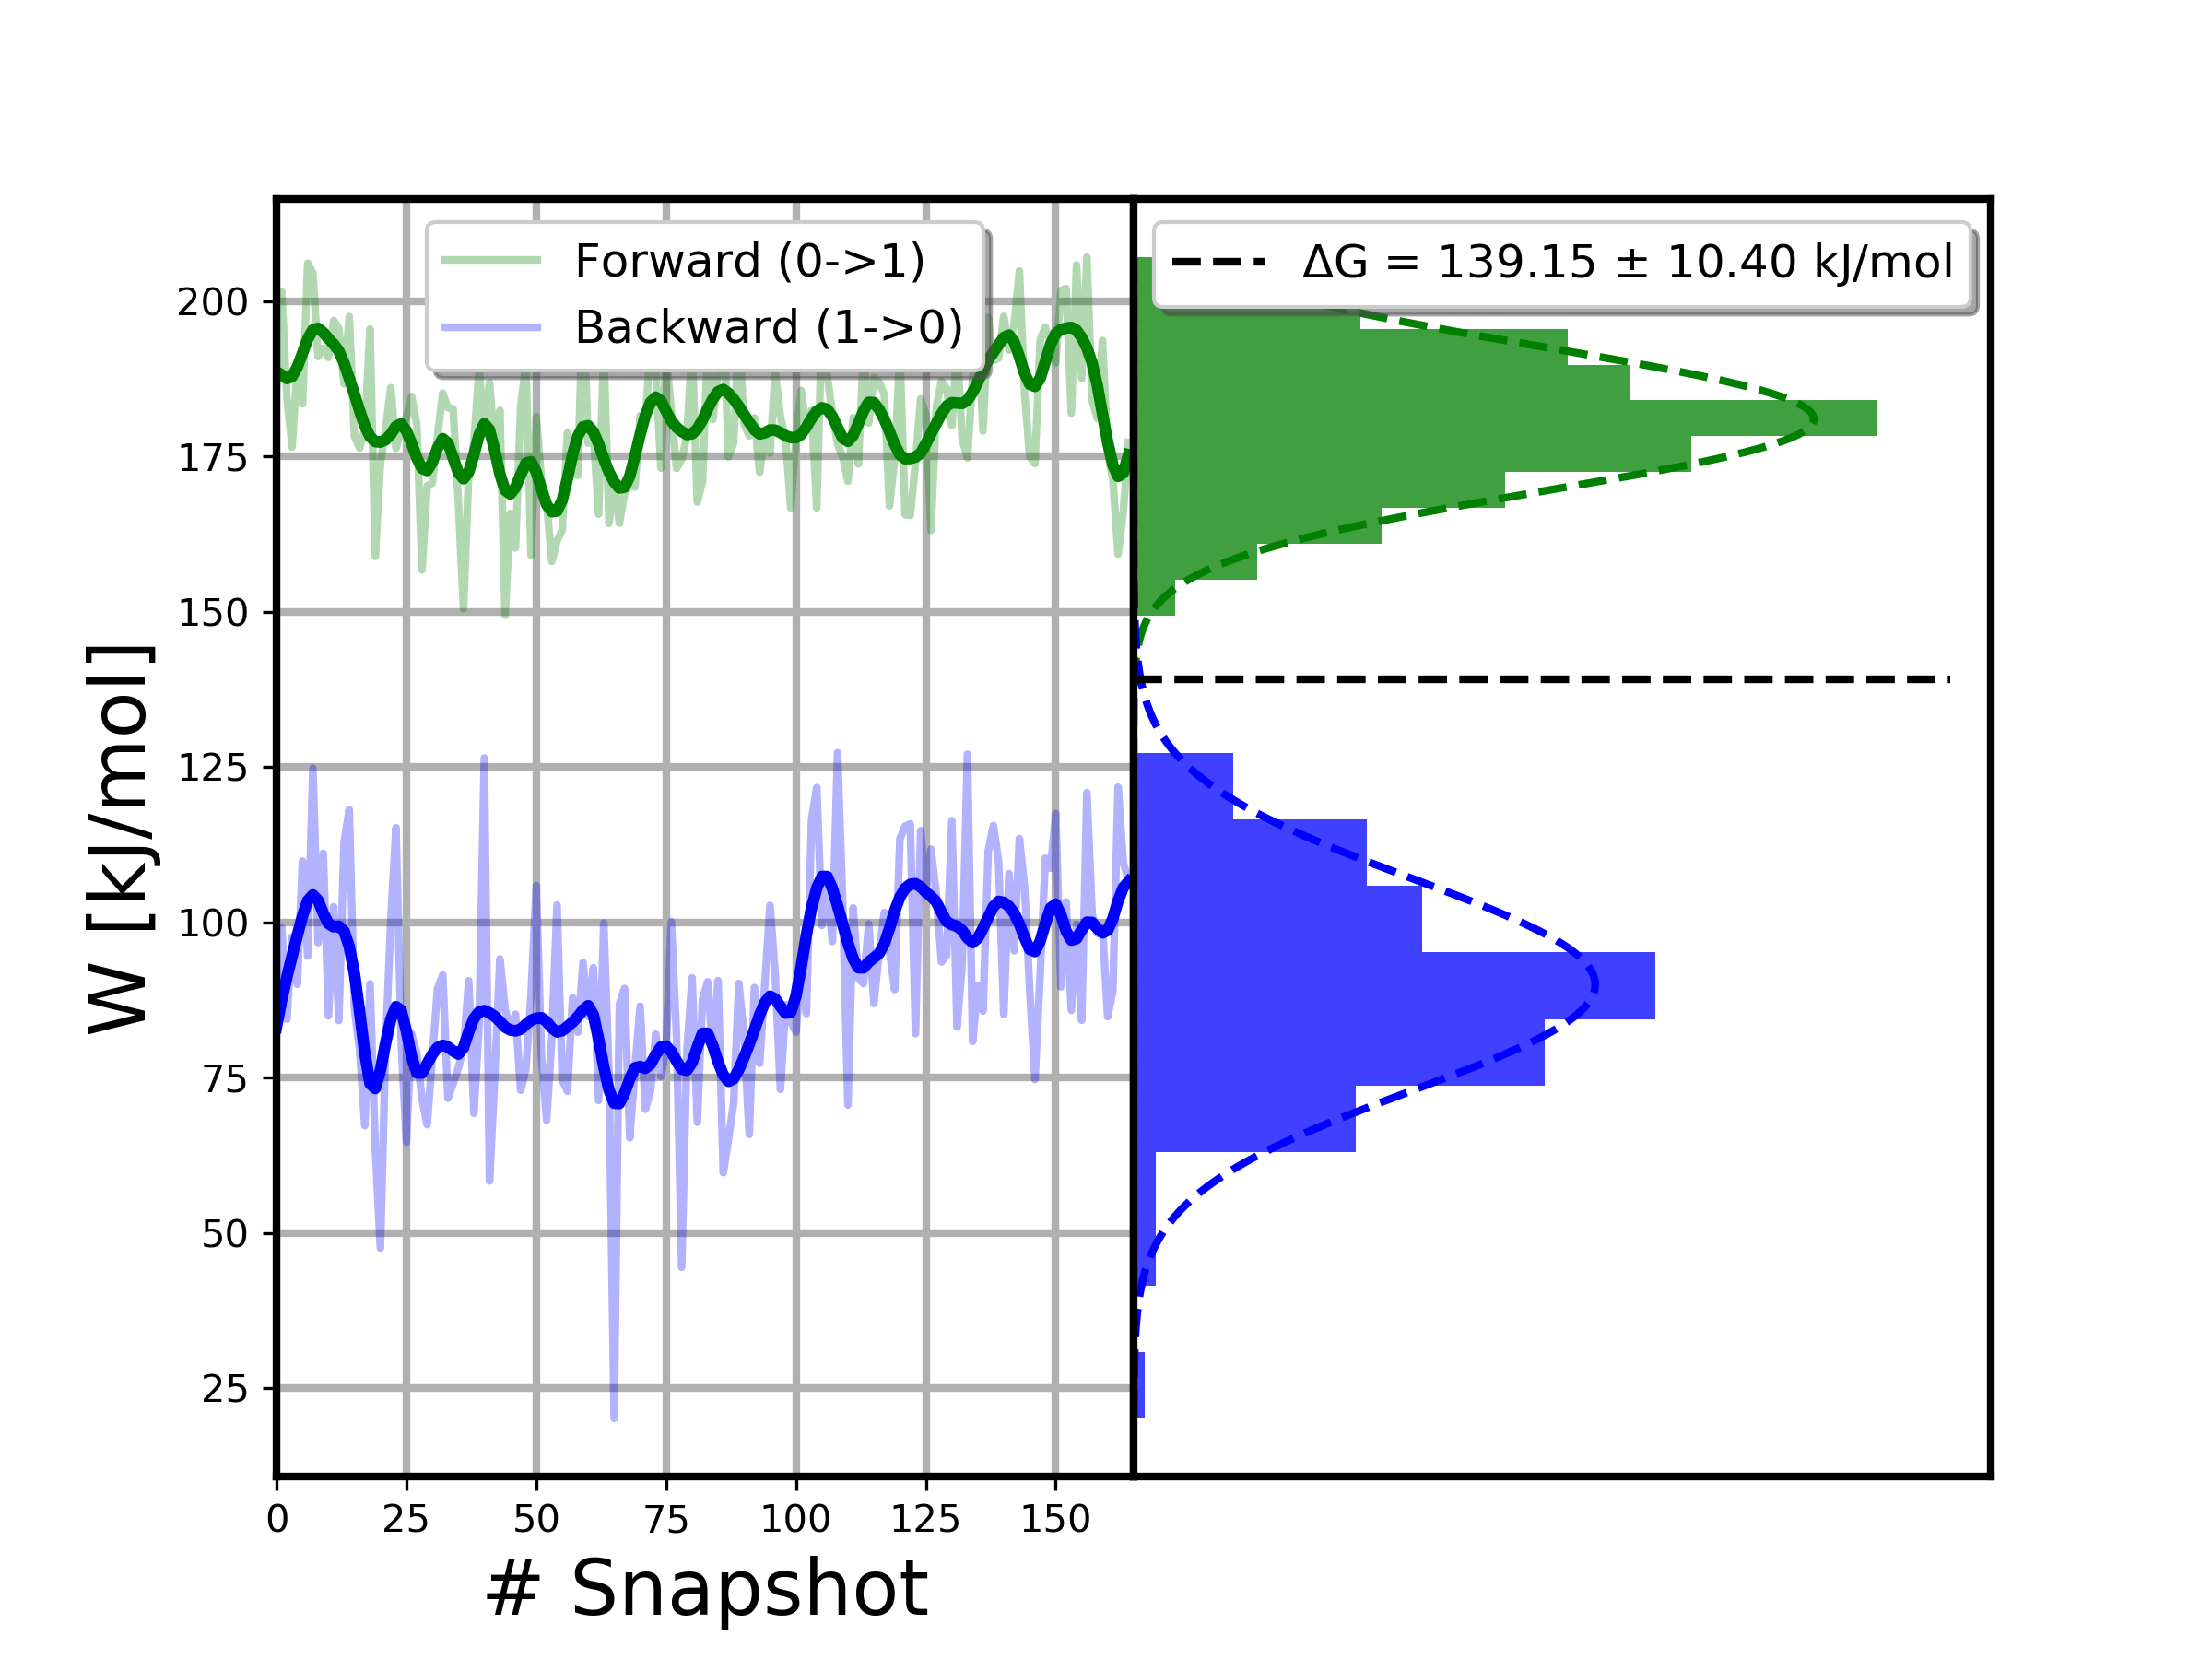 Forward (0->1)
Backward (1->0)
ΔG = 139.15 ± 10.40 kJ/mol
W [kJ/mol]
200
175
150
125
100
75
50
25
0 25 50 75 100 125 150
# Snapshot